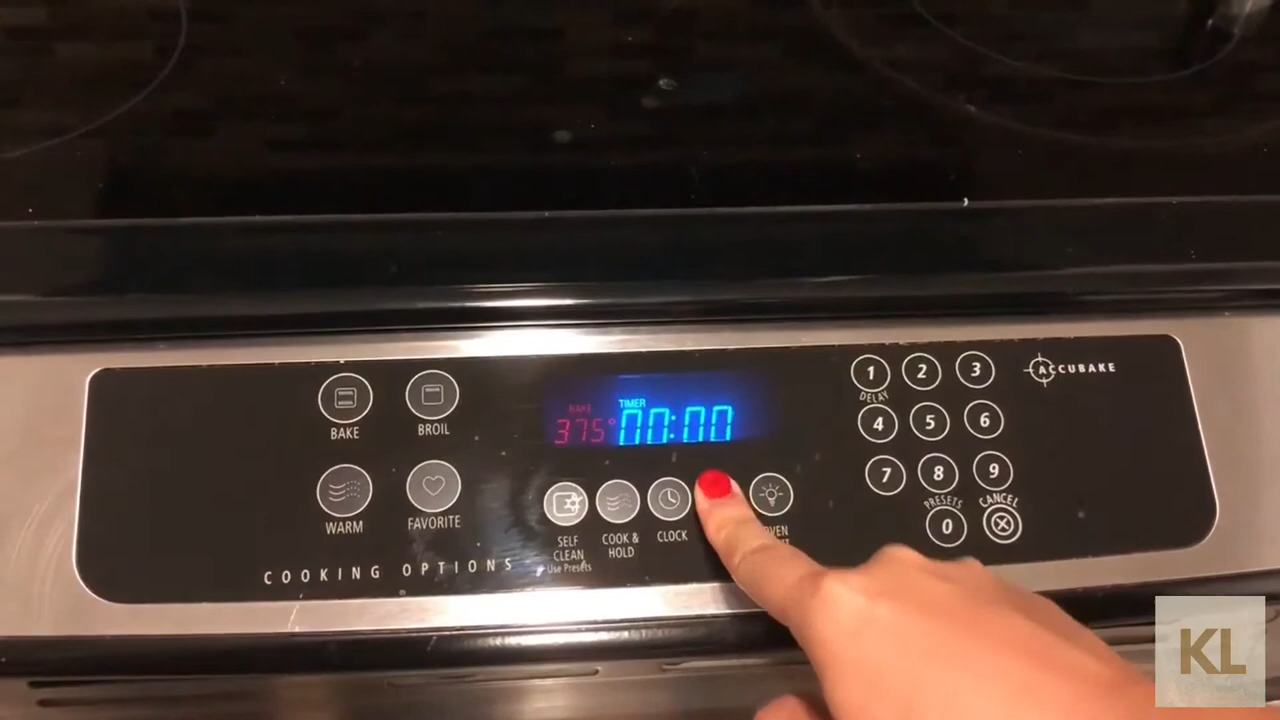 BAKE
BROIL
WARM
FAVORITE
COOKING OPTIONS
BAKE
375°
TIMER
00:00
SELF
CLEAN
Use Presets
COOK &
HOLD
CLOCK
OVEN
1
2
3
DELAY
4
5
6
7
8
9
PRESETS
0
CANCEL
ACCUBAKE
KL